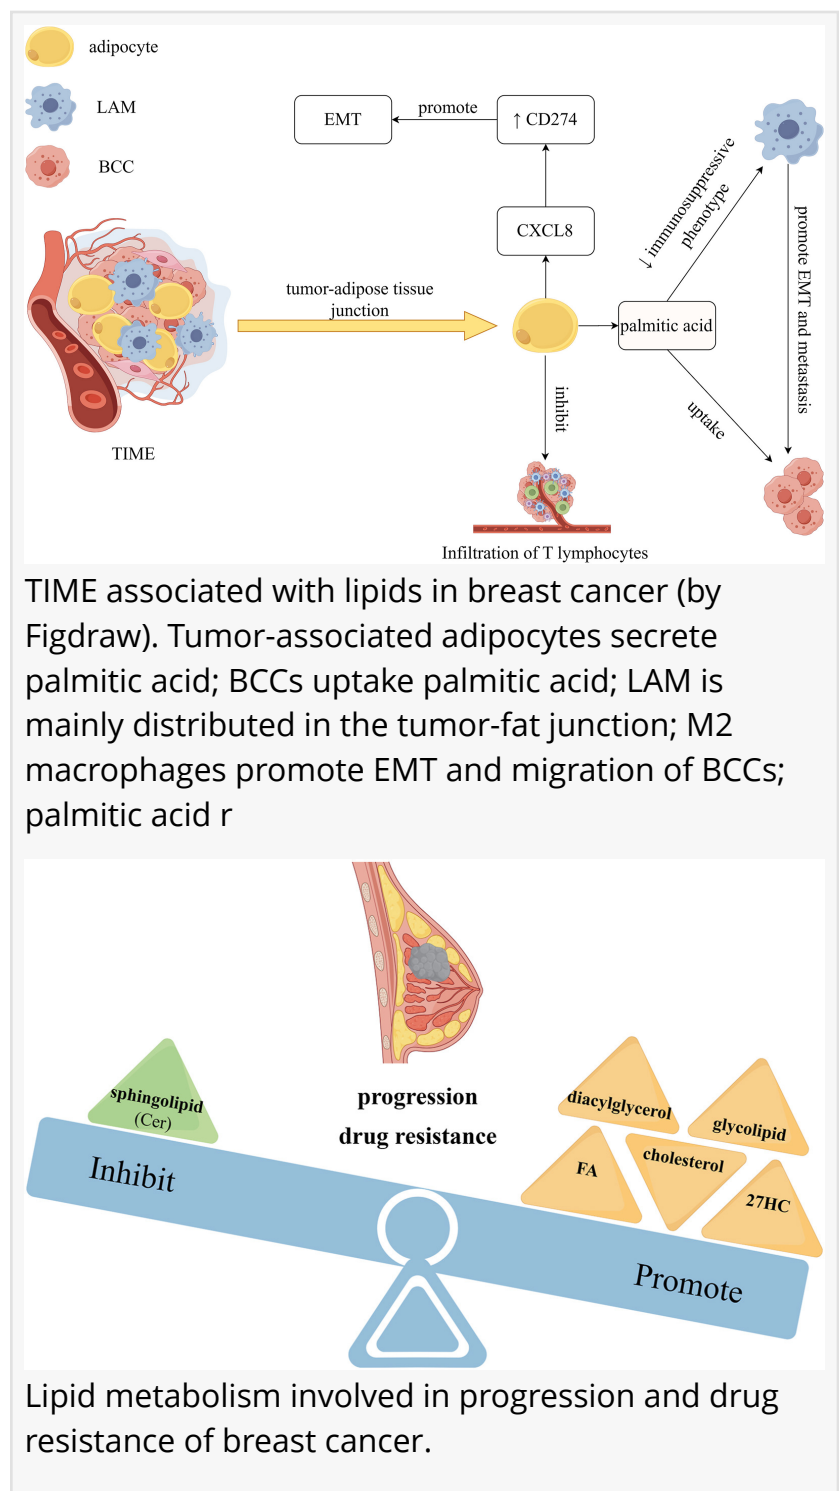 adipocyte
LAM
BCC
TIME
tumor-adipose tissue
junction
EMT
promote
↑ CD274
CXCL8
palmitic acid
↓ immunosuppressive
phenotype
promote EMT and metastasis
uptake
inhibit
Infiltration of T lymphocytes
TIME associated with lipids in breast cancer (by
Figdraw). Tumor-associated adipocytes secrete
palmitic acid; BCCs uptake palmitic acid; LAM is
mainly distributed in the tumor-fat junction; M2
macrophages promote EMT and migration of BCCs;
palmitic acid r
progression
drug resistance
sphingolipid
(Cer)
Inhibit
diacylglycerol
glycolipid
FA
cholesterol
27HC
Promote
Lipid metabolism involved in progression and drug
resistance of breast cancer.